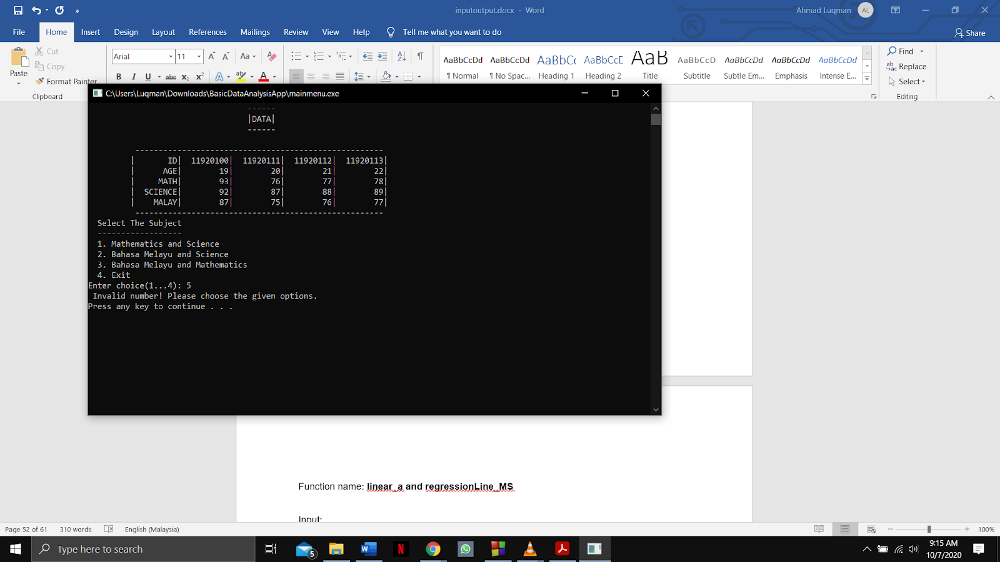 inputoutput.docx - Word
Ahmad Luqman AL
File Home Insert Design Layout References Mailings Review View Help Tell me what you want to do Share
Paste
Cut
Copy
Format Painter
Clipboard
Arial 11
AaBbCcDd AaBbCcDd AaBbCc AaBbCcE AaB AaBbCcD AaBbCcDd AaBbCcDd AaBbCcDd
¶ Normal ¶ No Spac... Heading 1 Heading 2 Title Subtitle Subtle Em... Emphasis Intense E...
Find
Replace
Select
Editing
C:\Users\Luqman\Downloads\BasicDataAnalysisApp\mainmenu.exe
------
|DATA|
------
-----------------------------------------------------
| ID| 11920100| 11920111| 11920112| 11920113|
| AGE| 19| 20| 21| 22|
| MATH| 93| 76| 77| 78|
| SCIENCE| 92| 87| 88| 89|
| MALAY| 87| 75| 76| 77|
-----------------------------------------------------
Select The Subject
------------------
1. Mathematics and Science
2. Bahasa Melayu and Science
3. Bahasa Melayu and Mathematics
4. Exit
Enter choice(1...4): 5
Invalid number! Please choose the given options.
Press any key to continue . . .
Function name: linear_a and regressionLine_MS
Input:
Page 52 of 61 310 words English (Malaysia) 100%
Type here to search
5
9:15 AM
10/7/2020